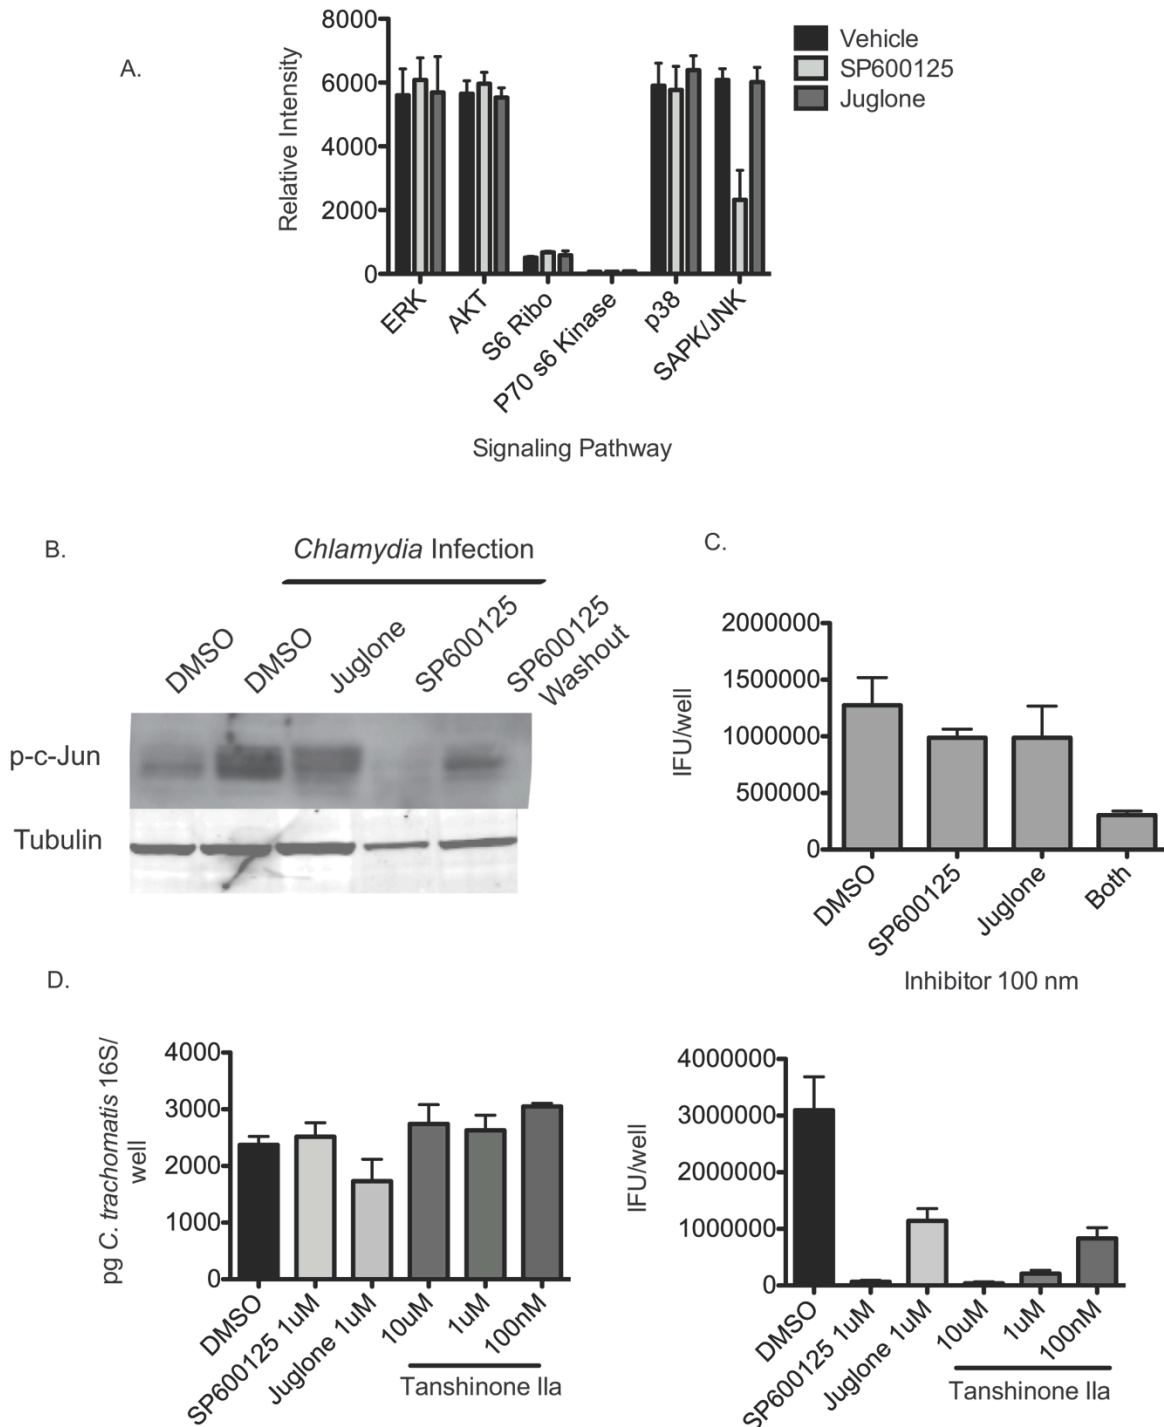 A.
8000
6000
4000
2000
0
Relative Intensity
Vehicle
SP600125
Juglone
ERK
AKT
S6 Ribo
P70 s6 Kinase
p38
SAPK/JNK
Signaling Pathway
B.
Chlamydia Infection
DMSO
DMSO
Juglone
SP600125
SP600125
Washout
p-c-Jun
Tubulin
C.
2000000
1500000
1000000
500000
0
IFU/well
DMSO
SP600125
Juglone
Both
Inhibitor 100 nm
D.
pg C. trachomatis 16S/
well
4000
3000
2000
1000
0
DMSO
SP600125 1uM
Juglone 1uM
10uM
1uM
100nM
Tanshinone IIa
IFU/well
4000000
3000000
2000000
1000000
0
DMSO
SP600125 1uM
Juglone 1uM
10uM
1uM
100nM
Tanshinone IIa